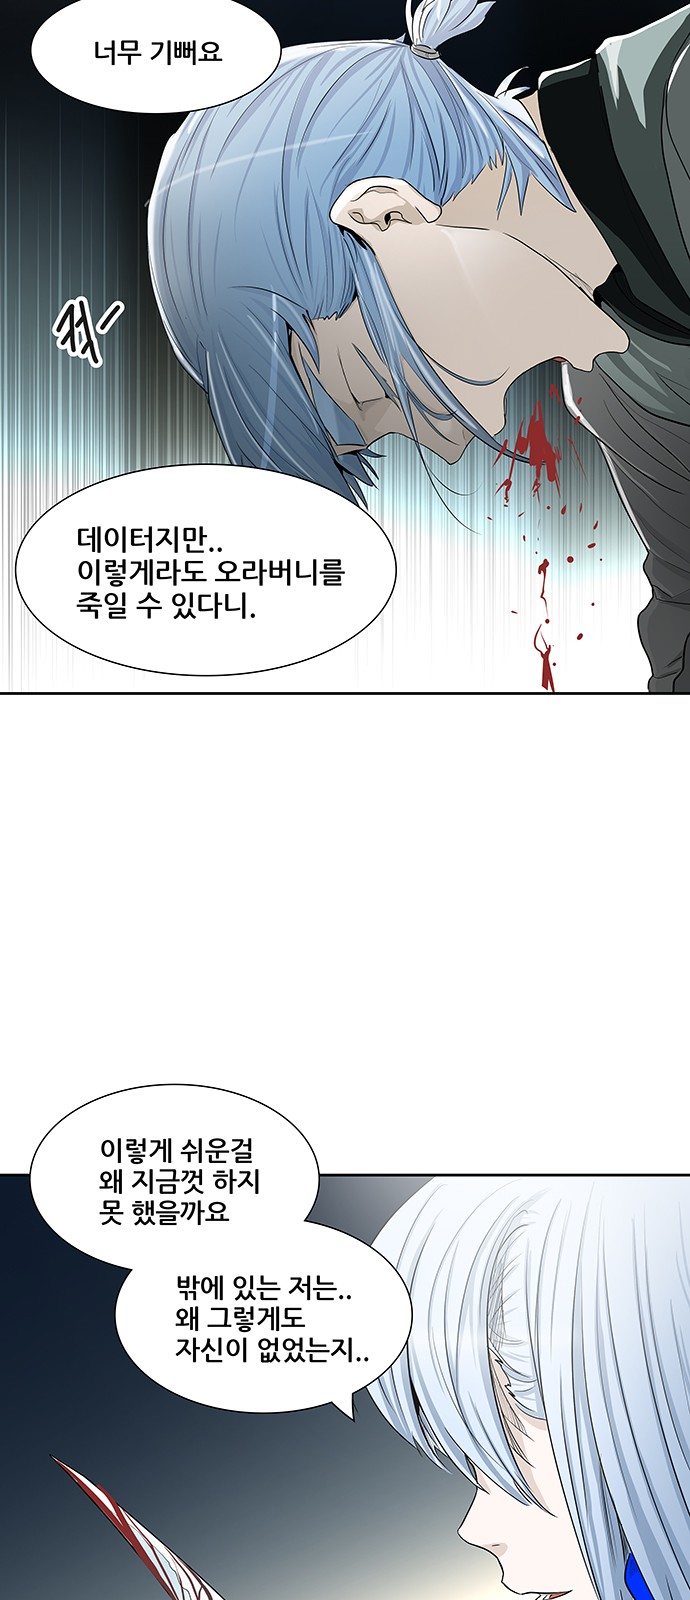 너무 기뻐요
컥-
데이터지만..
이렇게라도 오라버니를
죽일 수 있다니.
이렇게 쉬운걸
왜 지금껏 하지
못 했을까요
밖에 있는 저는..
왜 그렇게도
자신이 없었는지..